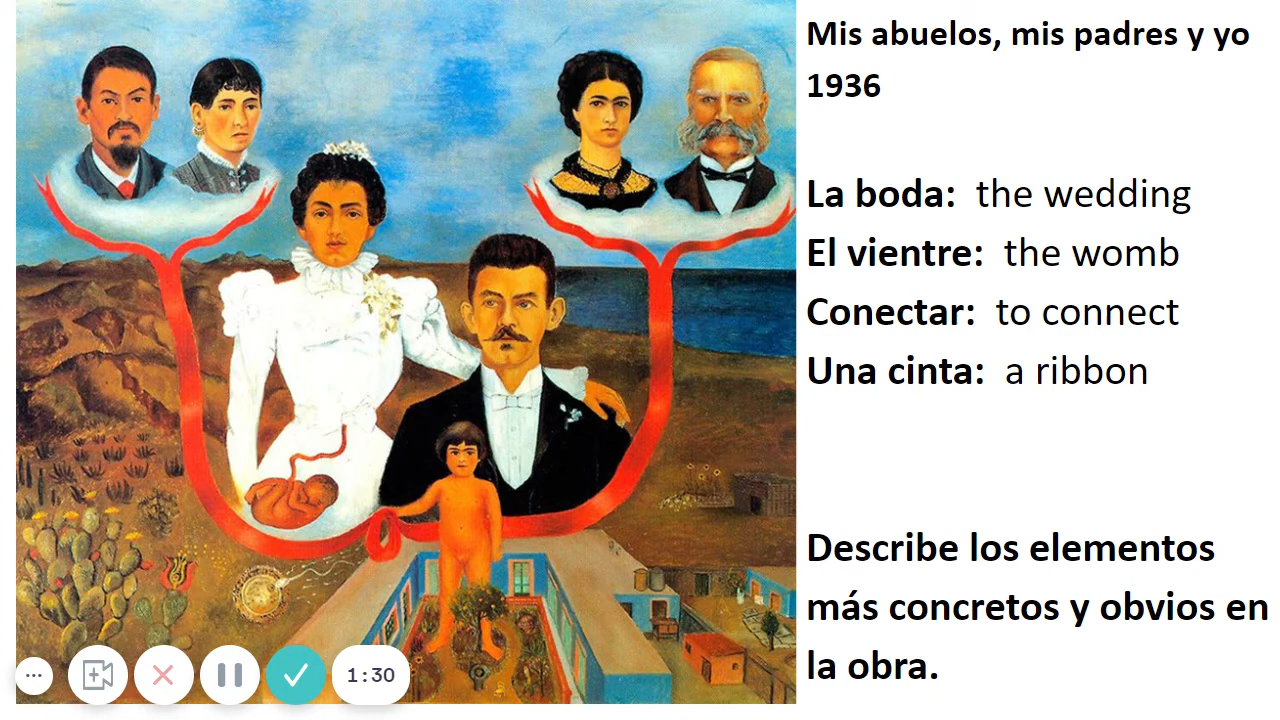 Mis abuelos, mis padres y yo
1936
La boda: the wedding
El vientre: the womb
Conectar: to connect
Una cinta: a ribbon
Describe los elementos
más concretos y obvios en
la obra.
1:30